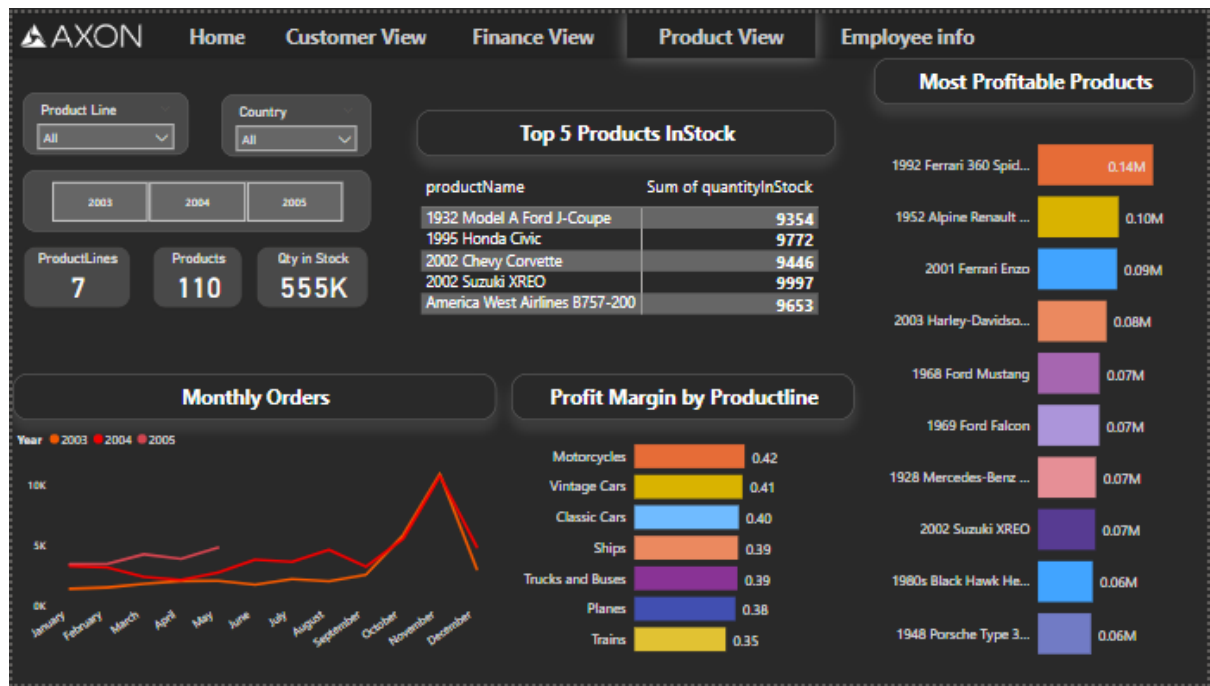 AXON
Home
Customer View
Finance View
Product View
Employee info
Product Line
All
Country
All
2003
2004
2005
ProductLines
7
Products
110
Qty in Stock
555K
Top 5 Products InStock
productName Sum of quantityInStock
1932 Model A Ford J-Coupe 9354
1995 Honda Civic 9772
2002 Chevy Corvette 9446
2002 Suzuki XREO 9997
America West Airlines B757-200 9653
Most Profitable Products
1992 Ferrari 360 Spid... 0.14M
1952 Alpine Renault ... 0.10M
2001 Ferrari Enzo 0.09M
2003 Harley-Davidso... 0.08M
1968 Ford Mustang 0.07M
1969 Ford Falcon 0.07M
1928 Mercedes-Benz ... 0.07M
2002 Suzuki XREO 0.07M
1980s Black Hawk He... 0.06M
1948 Porsche Type 3... 0.06M
Monthly Orders
Year 2003 2004 2005
10K
5K
0K
January
February
March
April
May
June
July
August
September
October
November
December
Profit Margin by Productline
Motorcycles 0.42
Vintage Cars 0.41
Classic Cars 0.40
Ships 0.39
Trucks and Buses 0.39
Planes 0.38
Trains 0.35